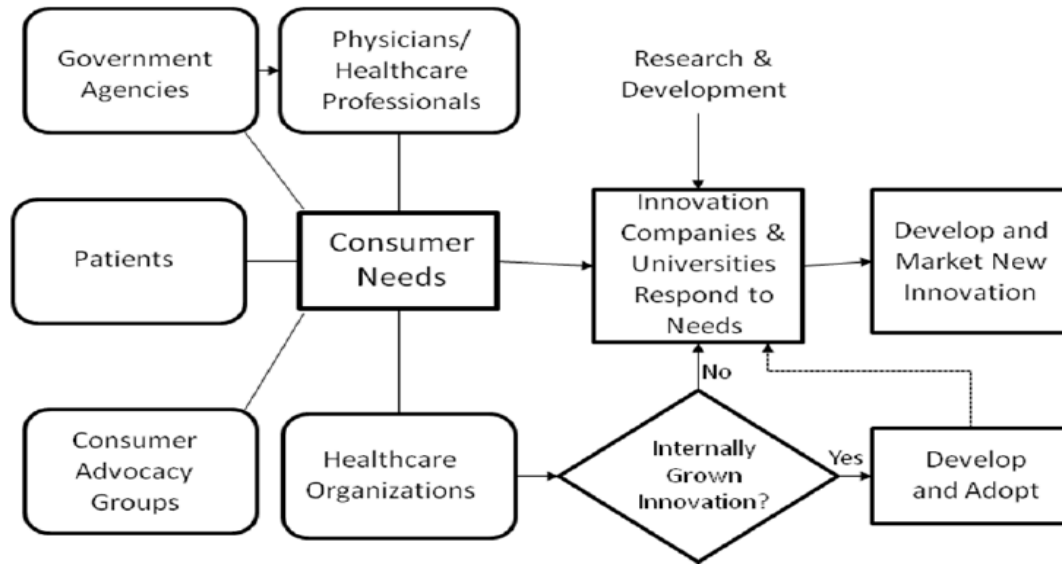 Government
Agencies
Physicians/
Healthcare
Professionals
Research &
Development
Patients
Consumer
Needs
Innovation
Companies &
Universities
Respond to
Needs
Develop and
Market New
Innovation
Consumer
Advocacy
Groups
Healthcare
Organizations
No
Internally
Grown
Innovation?
Yes
Develop
and Adopt